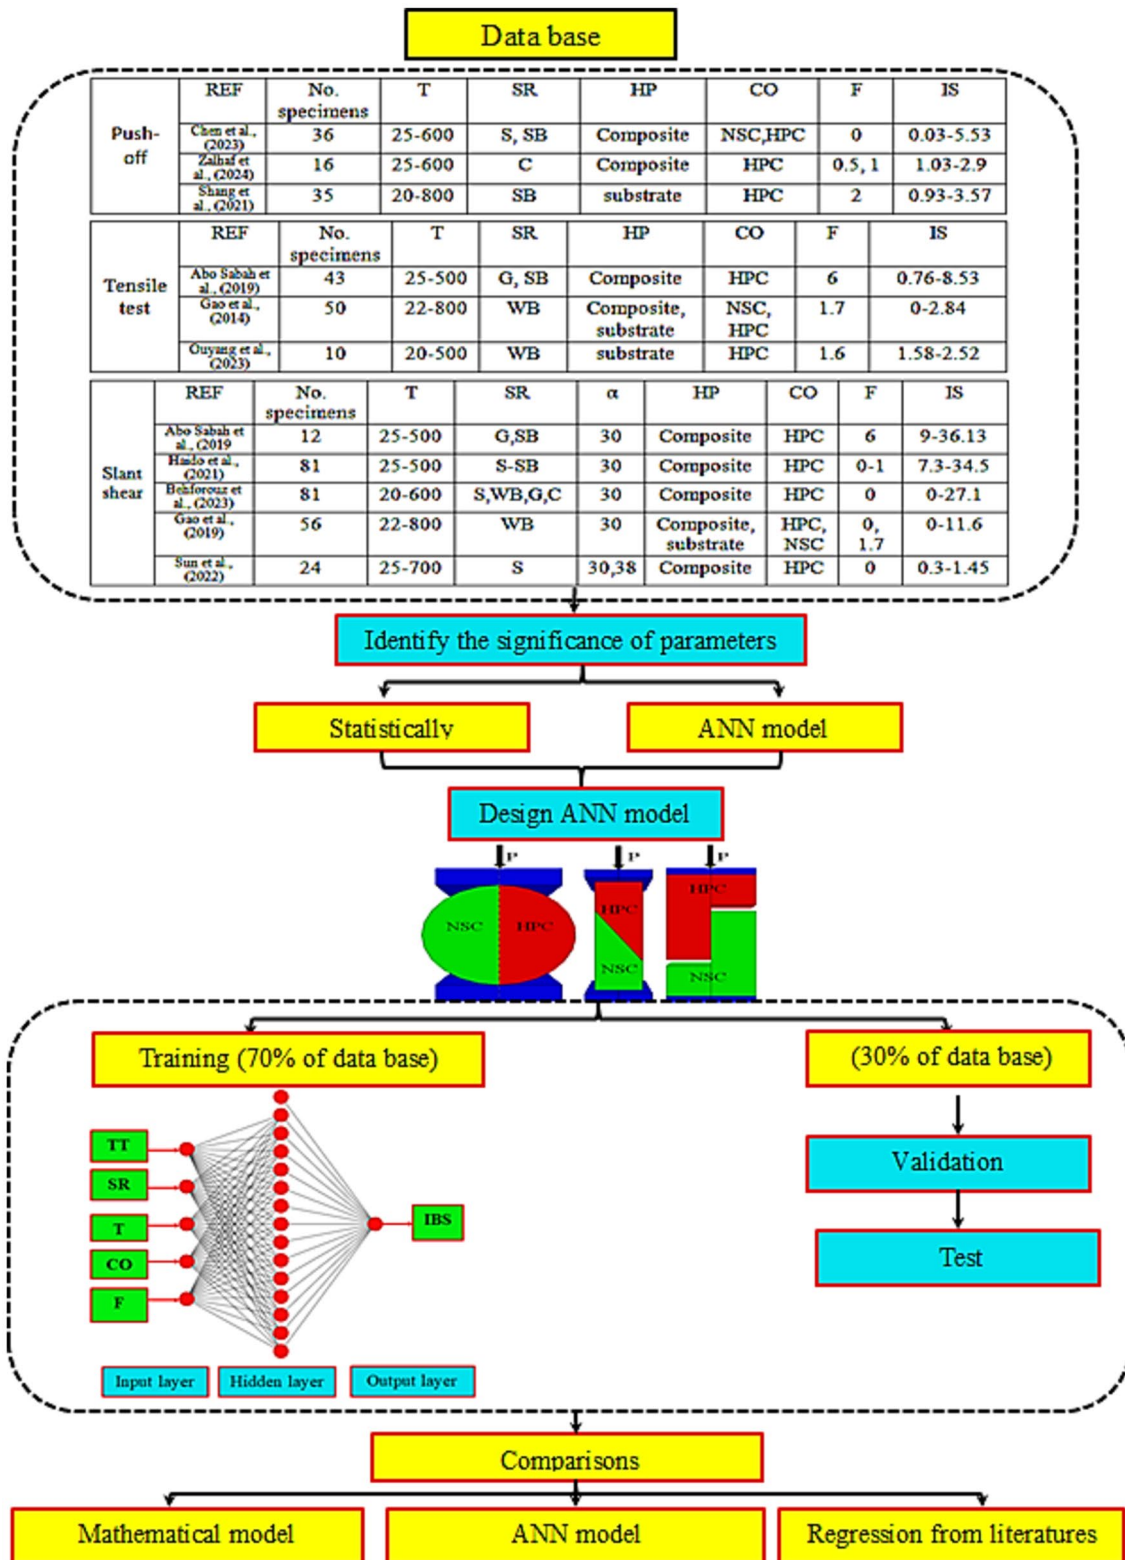 Data base
Push-off REF No. specimens T SR HP CO F IS
Chen et al., (2023) 36 25-600 S, SB Composite NSC,HPC 0 0.03-5.53
Zalhaf et al., (2024) 16 25-600 C Composite HPC 0.5, 1 1.03-2.9
Shang et al., (2021) 35 20-800 SB substrate HPC 2 0.93-3.57
Tensile test REF No. specimens T SR HP CO F IS
Abo Sabah et al., (2019) 43 25-500 G, SB Composite HPC 6 0.76-8.53
Gao et al., (2014) 50 22-800 WB Composite, substrate NSC, HPC 1.7 0-2.84
Ouyang et al., (2023) 10 20-500 WB substrate HPC 1.6 1.58-2.52
Slant shear REF No. specimens T SR α HP CO F IS
Abo Sabah et al., (2019 12 25-500 G,SB 30 Composite HPC 6 9-36.13
Haido et al., (2021) 81 25-500 S-SB 30 Composite HPC 0-1 7.3-34.5
Behforouz et al., (2023) 81 20-600 S,WB,G,C 30 Composite HPC 0 0-27.1
Gao et al., (2019) 56 22-800 WB 30 Composite, substrate HPC, NSC 0, 1.7 0-11.6
Sun et al., (2022) 24 25-700 S 30,38 Composite HPC 0 0.3-1.45
Identify the significance of parameters
Statistically
ANN model
Design ANN model
P P P
NSC HPC
HPC
NSC
HPC
NSC
Training (70% of data base)
(30% of data base)
TT
SR
T
CO
F
IBS
Validation
Test
Input layer
Hidden layer
Output layer
Comparisons
Mathematical model
ANN model
Regression from literatures